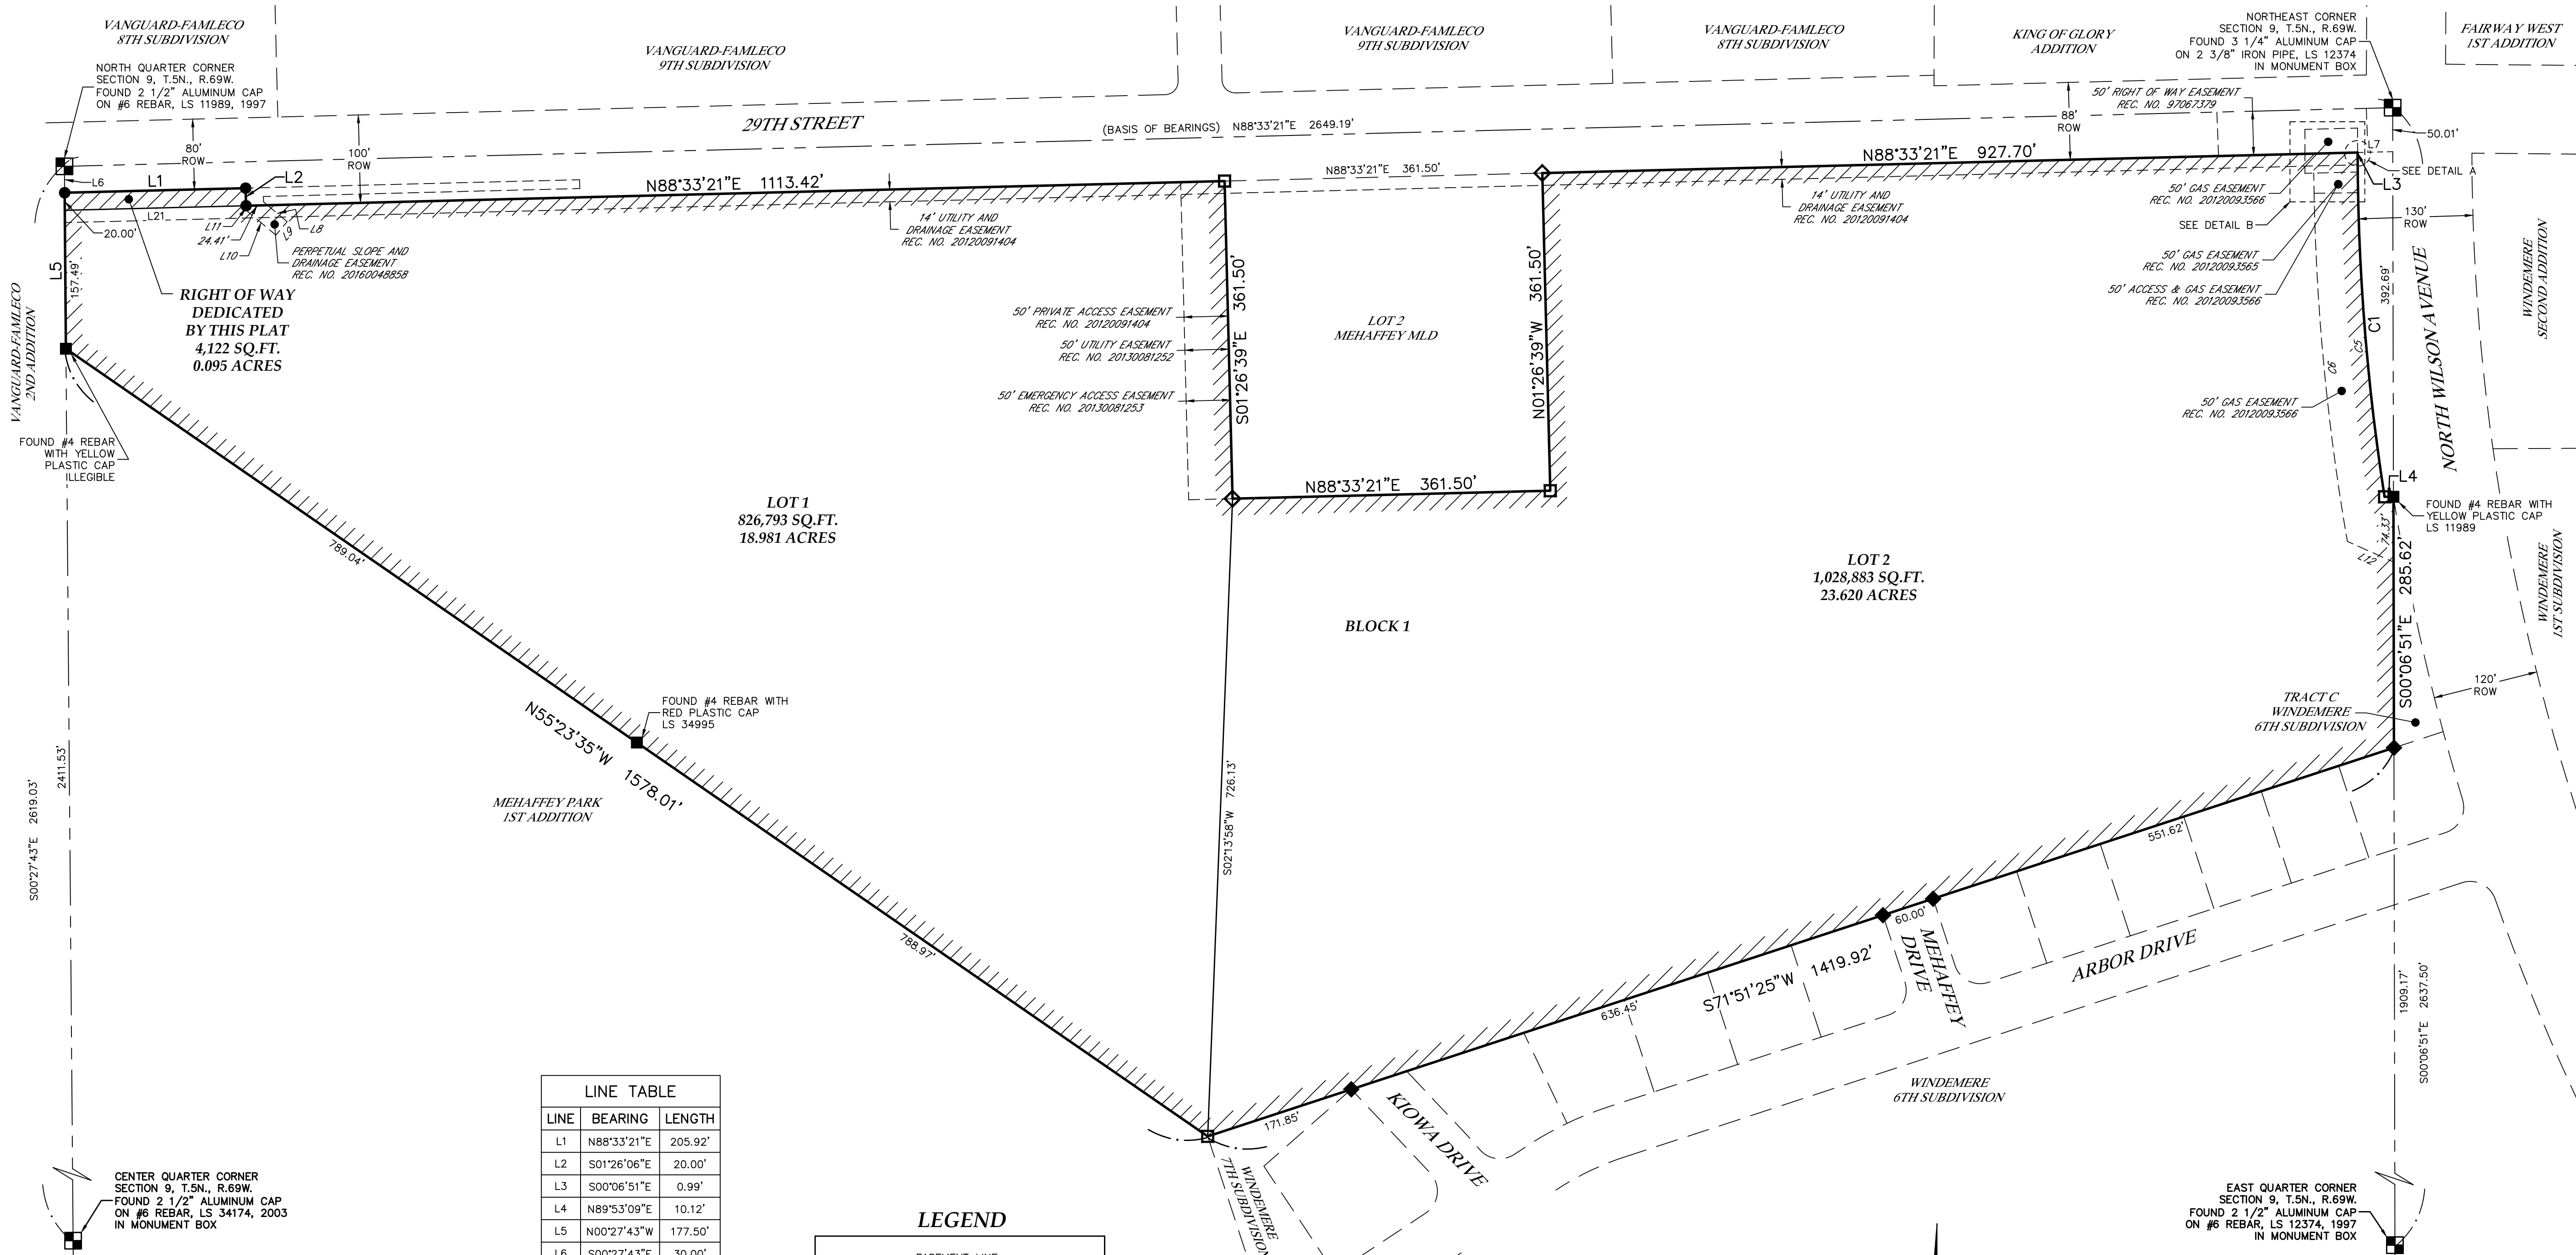 VANGUARD-FAMLECO
8TH SUBDIVISION
VANGUARD-FAMLECO
9TH SUBDIVISION
VANGUARD-FAMLECO
9TH SUBDIVISION
VANGUARD-FAMLECO
8TH SUBDIVISION
KING OF GLORY
ADDITION
NORTHEAST CORNER
SECTION 9, T.5N., R.69W.
FOUND 3 1/4" ALUMINUM CAP
ON 2 3/8" IRON PIPE, LS 12374
IN MONUMENT BOX
FAIRWAY WEST
1ST ADDITION
NORTH QUARTER CORNER
SECTION 9, T.5N., R.69W.
FOUND 2 1/2" ALUMINUM CAP
ON #6 REBAR, LS 11989, 1997
80'
ROW
100'
ROW
29TH STREET
(BASIS OF BEARINGS) N88°33'21"E 2649.19'
88'
ROW
50' RIGHT OF WAY EASEMENT
REC. NO. 97067379
50.01'
L7
SEE DETAIL A
L3
L6
L1
L2
N88°33'21"E 1113.42'
N88°33'21"E 361.50'
N88°33'21"E 927.70'
L21
20.00'
L11
24.41'
L10
L9
L8
PERPETUAL SLOPE AND
DRAINAGE EASEMENT
REC. NO. 20160048858
14' UTILITY AND
DRAINAGE EASEMENT
REC. NO. 20120091404
14' UTILITY AND
DRAINAGE EASEMENT
REC. NO. 20120091404
50' GAS EASEMENT
REC. NO. 20120093566
SEE DETAIL B
50' GAS EASEMENT
REC. NO. 20120093565
50' ACCESS & GAS EASEMENT
REC. NO. 20120093566
130'
ROW
392.69'
NORTH WILSON AVENUE
WINDEMERE
SECOND ADDITION
L5
157.49'
VANGUARD-FAMLECO
2ND ADDITION
RIGHT OF WAY
DEDICATED
BY THIS PLAT
4,122 SQ.FT.
0.095 ACRES
50' PRIVATE ACCESS EASEMENT
REC. NO. 20120091404
50' UTILITY EASEMENT
REC. NO. 20130081252
50' EMERGENCY ACCESS EASEMENT
REC. NO. 20130081253
S01°26'39"E 361.50'
LOT 2
MEHAFFEY MLD
N01°26'39"W 361.50'
N88°33'21"E 361.50'
C1
C5
C6
50' GAS EASEMENT
REC. NO. 20120093566
L4
FOUND #4 REBAR WITH
YELLOW PLASTIC CAP
LS 11989
74.33'
L12
S00°06'51"E 285.62'
WINDEMERE
1ST SUBDIVISION
FOUND #4 REBAR
WITH YELLOW
PLASTIC CAP
ILLEGIBLE
LOT 1
826,793 SQ.FT.
18.981 ACRES
LOT 2
1,028,883 SQ.FT.
23.620 ACRES
BLOCK 1
789.04'
FOUND #4 REBAR WITH
RED PLASTIC CAP
LS 34995
N55°23'35"W 1578.01'
MEHAFFEY PARK
1ST ADDITION
S00°27'43"E 2619.03'
2411.53'
S02°13'58"W 726.13'
TRACT C
WINDEMERE
6TH SUBDIVISION
120'
ROW
551.62'
60.00'
MEHAFFEY
DRIVE
ARBOR DRIVE
788.97'
S71°51'25"W 1419.92'
636.45'
171.85'
KIOWA DRIVE
WINDEMERE
6TH SUBDIVISION
WINDEMERE
7TH SUBDIVISION
1909.17'
S00°06'51"E 2637.50'
CENTER QUARTER CORNER
SECTION 9, T.5N., R.69W.
FOUND 2 1/2" ALUMINUM CAP
ON #6 REBAR, LS 34174, 2003
IN MONUMENT BOX
LINE TABLE
LINE BEARING LENGTH
L1 N88°33'21"E 205.92'
L2 S01°26'06"E 20.00'
L3 S00°06'51"E 0.99'
L4 N89°53'09"E 10.12'
L5 N00°27'43"W 177.50'
L6 S00°27'43"E 30.00'
LEGEND
EASEMENT LINE
EAST QUARTER CORNER
SECTION 9, T.5N., R.69W.
FOUND 2 1/2" ALUMINUM CAP
ON #6 REBAR, LS 12374, 1997
IN MONUMENT BOX